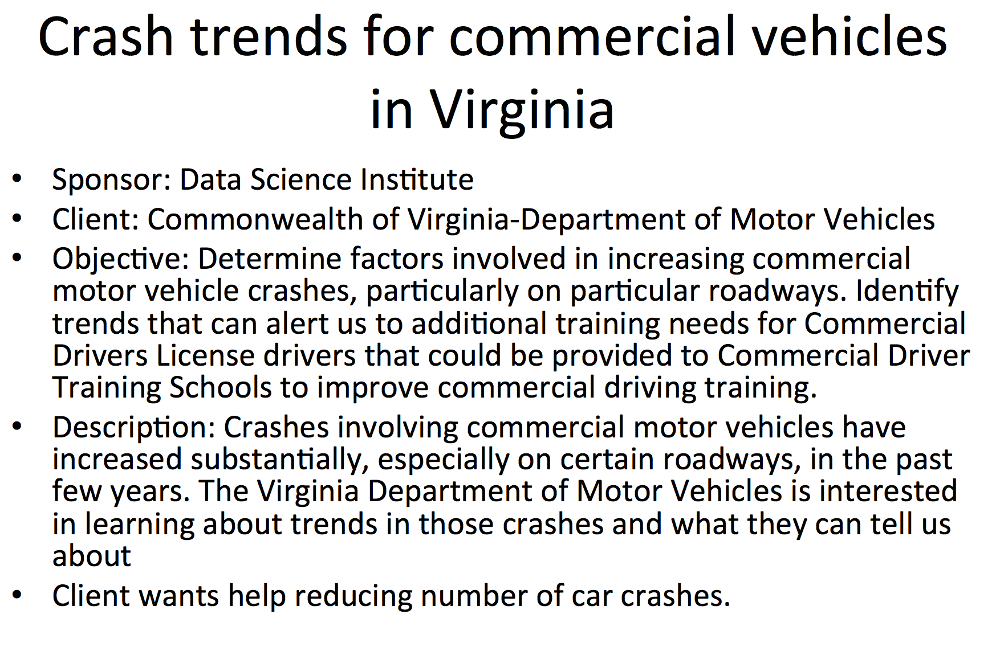 Crash trends for commercial vehicles
in Virginia
• Sponsor: Data Science Institute
• Client: Commonwealth of Virginia-Department of Motor Vehicles
• Objective: Determine factors involved in increasing commercial
motor vehicle crashes, particularly on particular roadways. Identify
trends that can alert us to additional training needs for Commercial
Drivers License drivers that could be provided to Commercial Driver
Training Schools to improve commercial driving training.
• Description: Crashes involving commercial motor vehicles have
increased substantially, especially on certain roadways, in the past
few years. The Virginia Department of Motor Vehicles is interested
in learning about trends in those crashes and what they can tell us
about
• Client wants help reducing number of car crashes.